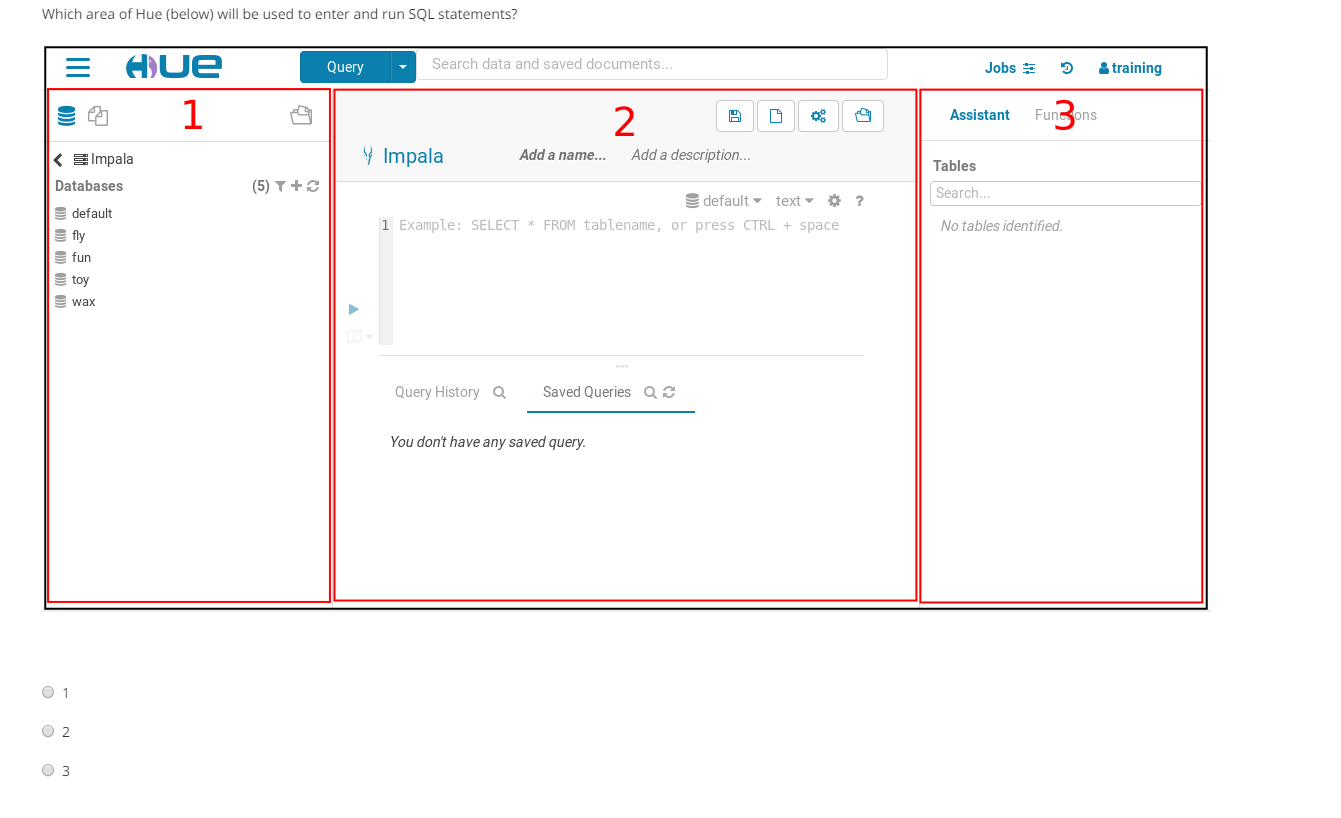 Which area of Hue (below) will be used to enter and run SQL statements?
HUE Query Search data and saved documents... Jobs training
1 2 3
Assistant Functions
Impala
Impala Add a name... Add a description...
Tables
Databases (5)
Search...
default text ?
default
1 Example: SELECT * FROM tablename, or press CTRL + space
No tables identified.
fly
fun
toy
wax
Query History Saved Queries
You don't have any saved query.
1
2
3